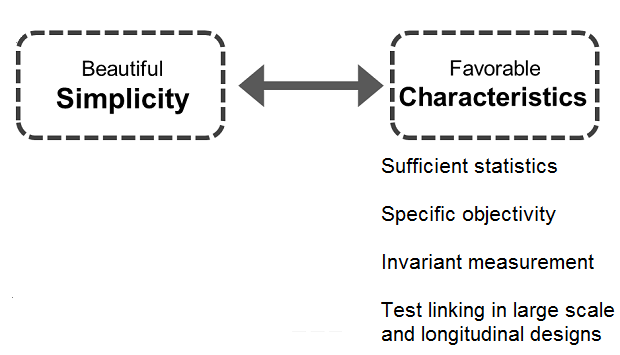 Beautiful
Simplicity
Favorable
Characteristics
Sufficient statistics
Specific objectivity
Invariant measurement
Test linking in large scale
and longitudinal designs